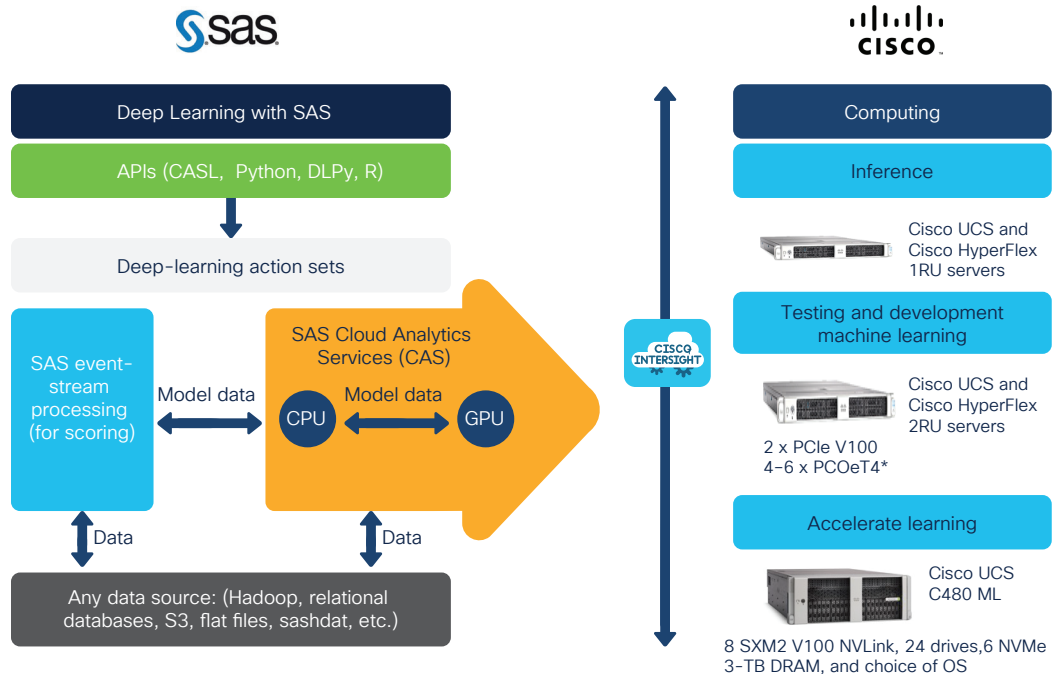 sas
CISCO
Deep Learning with SAS
APIs (CASL, Python, DLPy, R)
Deep-learning action sets
SAS event-
stream
processing
(for scoring)
Model data
SAS Cloud Analytics
Services (CAS)
CPU
Model data
GPU
Data
Data
Any data source: (Hadoop, relational
databases, S3, flat files, sashdat, etc.)
CISCO
INTERSIGHT
Computing
Inference
Cisco UCS and
Cisco HyperFlex
1RU servers
Testing and development
machine learning
Cisco UCS and
Cisco HyperFlex
2RU servers
2 x PCIe V100
4-6 x PCOeT4*
Accelerate learning
Cisco UCS
C480 ML
8 SXM2 V100 NVLink, 24 drives,6 NVMe
3-TB DRAM, and choice of OS